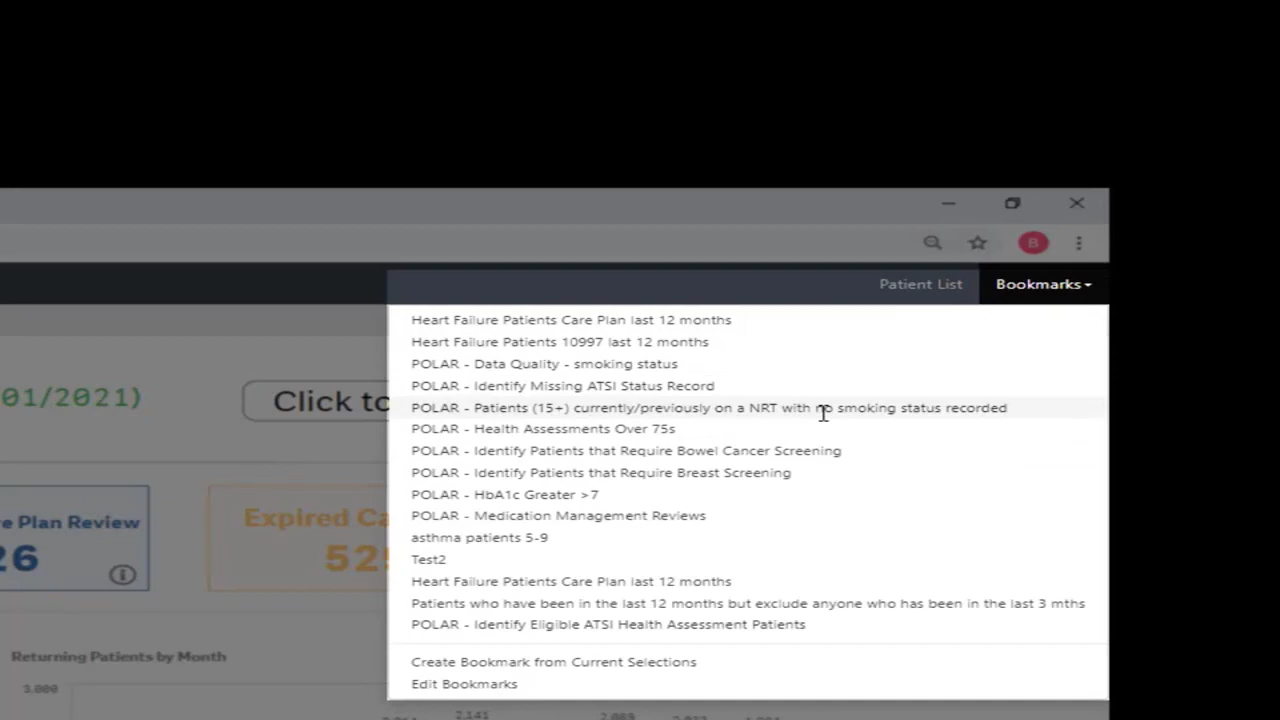 B
Patient List
Bookmarks
Heart Failure Patients Care Plan last 12 months
Heart Failure Patients 10997 last 12 months
POLAR - Data Quality - smoking status
POLAR - Identify Missing ATSI Status Record
POLAR - Patients (15+) currently/previously on a NRT with no smoking status recorded
POLAR - Health Assessments Over 75s
POLAR - Identify Patients that Require Bowel Cancer Screening
POLAR - Identify Patients that Require Breast Screening
POLAR - HbA1c Greater >7
POLAR - Medication Management Reviews
asthma patients 5-9
Test2
Heart Failure Patients Care Plan last 12 months
Patients who have been in the last 12 months but exclude anyone who has been in the last 3 mths
POLAR - Identify Eligible ATSI Health Assessment Patients
Create Bookmark from Current Selections
Edit Bookmarks
01/2021)
Click to
e Plan Review
26
Expired Ca
52
Returning Patients by Month
3,000
2,141